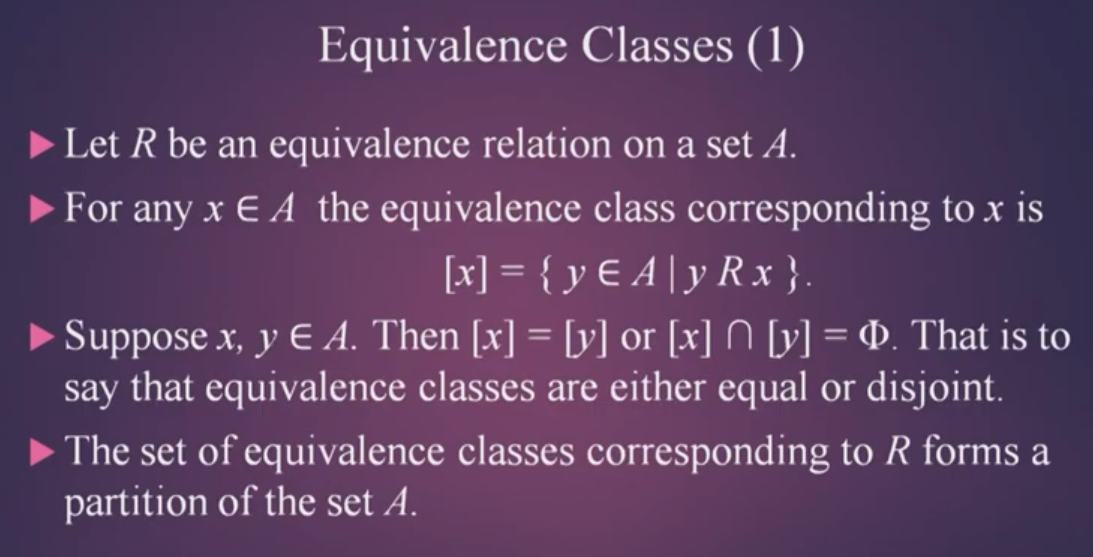 Equivalence Classes (1)
Let R be an equivalence relation on a set A.
For any x ∈ A the equivalence class corresponding to x is
[x] = { y ∈ A | y R x }.
Suppose x, y ∈ A. Then [x] = [y] or [x] ∩ [y] = Φ. That is to
say that equivalence classes are either equal or disjoint.
The set of equivalence classes corresponding to R forms a
partition of the set A.